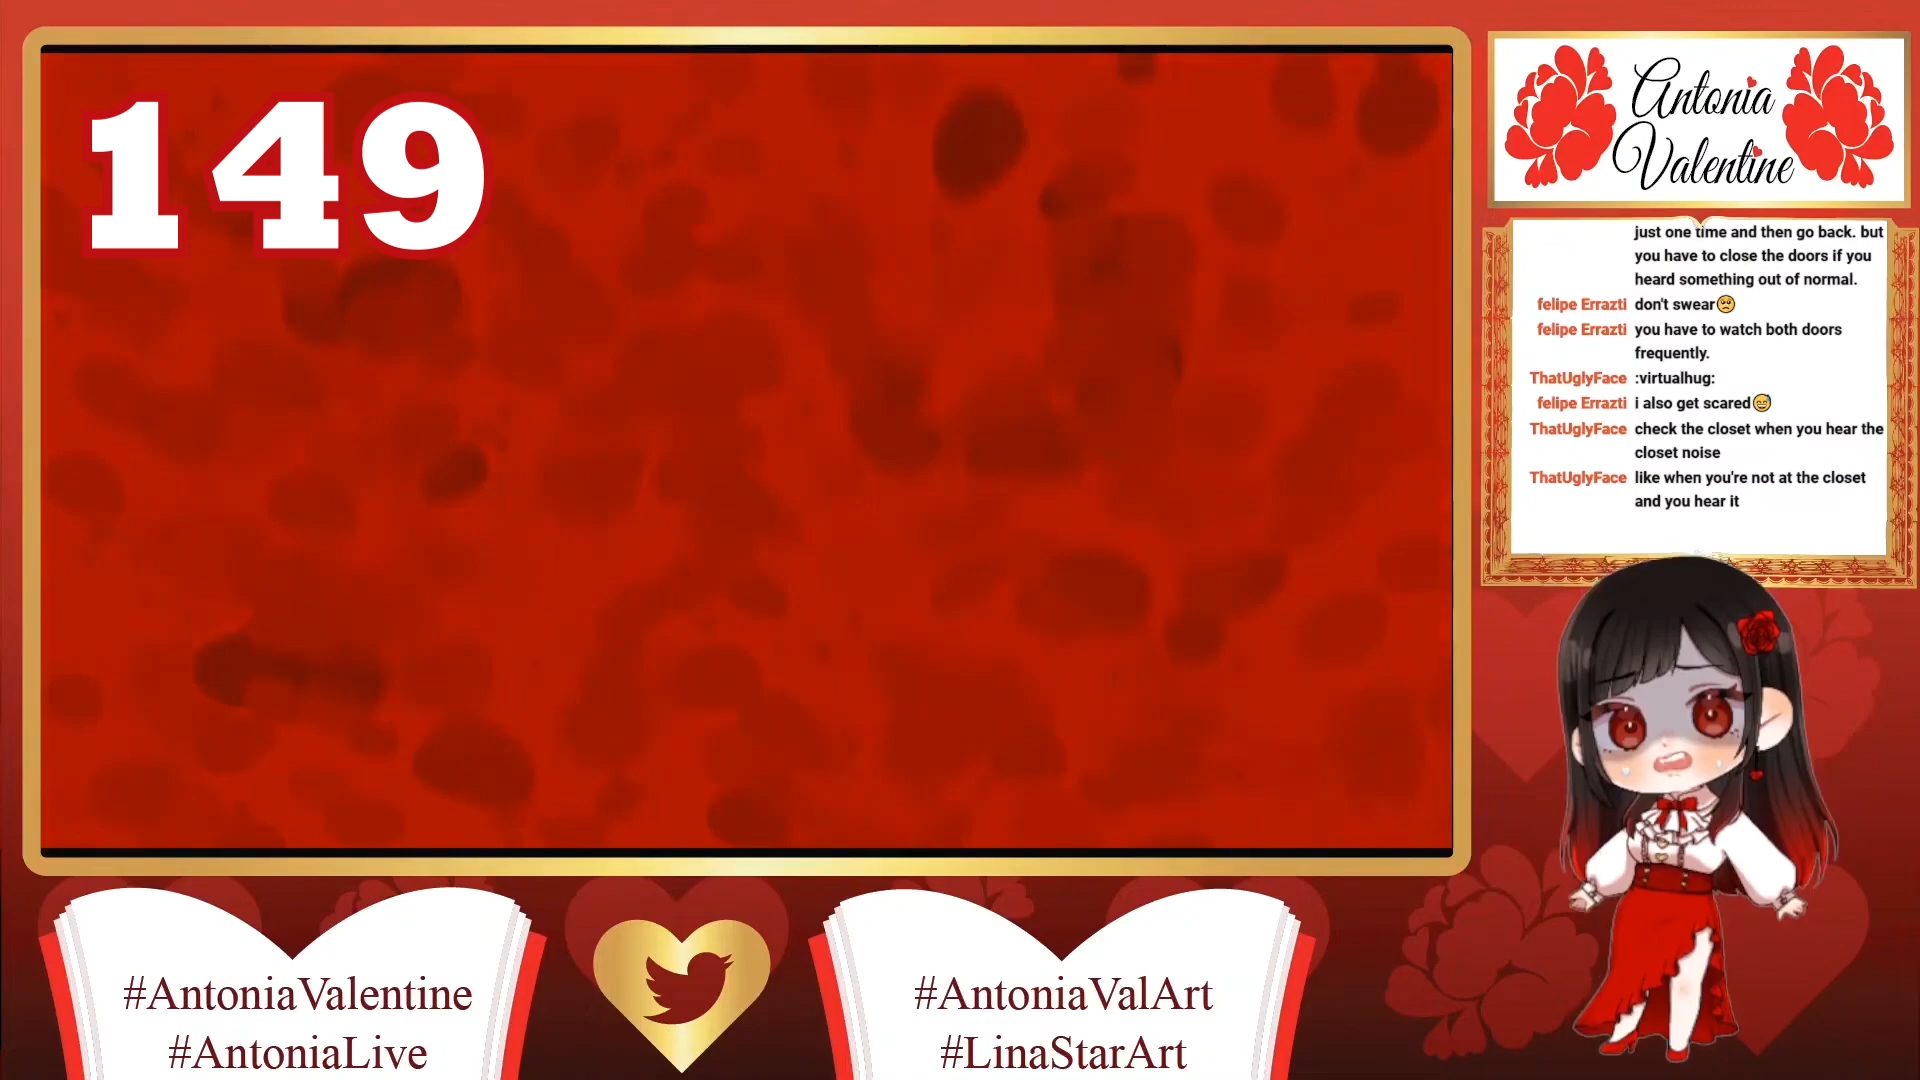 149
Antonia
Valentine
just one time and then go back. but
you have to close the doors if you
heard something out of normal.
felipe Errazti don't swear🥺
felipe Errazti you have to watch both doors
frequently.
ThatUglyFace :virtualhug:
felipe Errazti i also get scared😅
ThatUglyFace check the closet when you hear the
closet noise
ThatUglyFace like when you're not at the closet
and you hear it
#AntoniaValentine
#AntoniaLive
#AntoniaValArt
#LinaStarArt